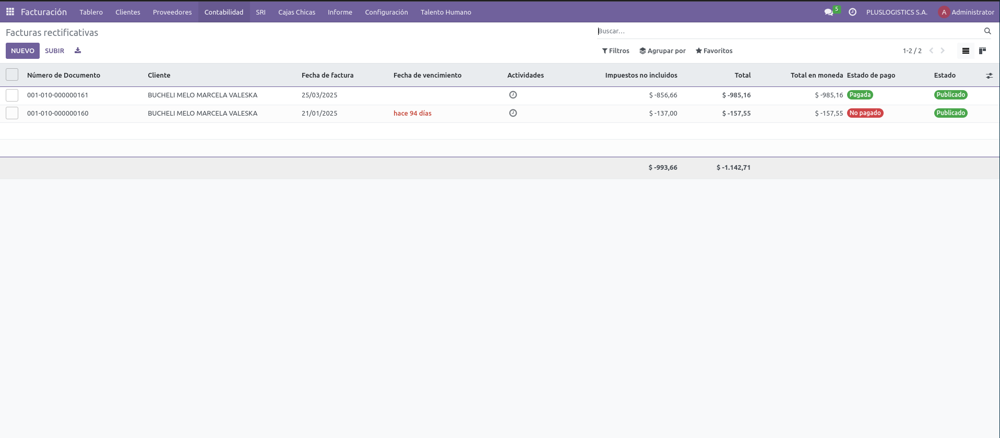 Facturación Tablero Clientes Proveedores Contabilidad SRI Cajas Chicas Informe Configuración Talento Humano 5 PLUSLOGISTICS S.A. A Administrator
Facturas rectificativas Buscar...
NUEVO SUBIR Filtros Agrupar por Favoritos 1-2 / 2
Número de Documento Cliente Fecha de factura Fecha de vencimiento Actividades Impuestos no incluidos Total Total en moneda Estado de pago Estado
001-010-000000161 BUCHELI MELO MARCELA VALESKA 25/03/2025 $ -856,66 $ -985,16 $ -985,16 Pagada Publicado
001-010-000000160 BUCHELI MELO MARCELA VALESKA 21/01/2025 hace 94 días $ -137,00 $ -157,55 $ -157,55 No pagado Publicado
$ -993,66 $ -1.142,71